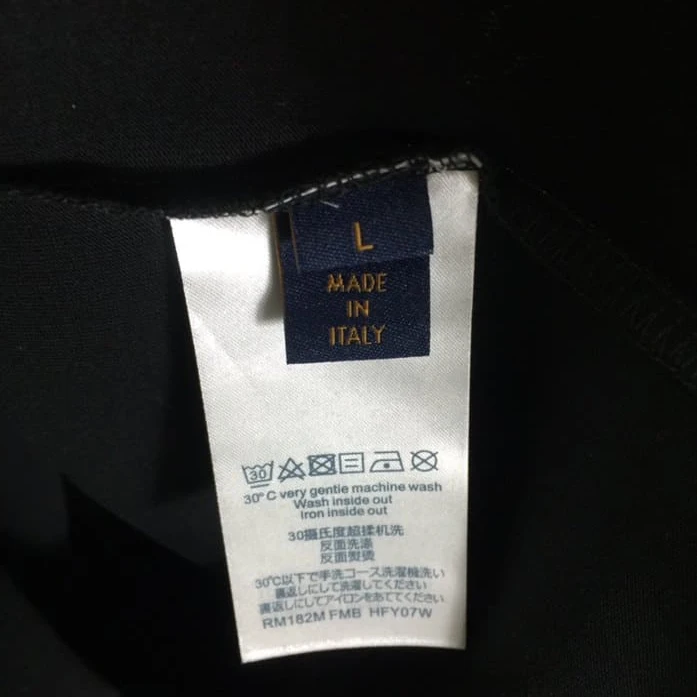 L
MADE
IN
ITALY
30
30°C very gentle machine wash
Wash inside out
Iron inside out
30摄氏度超揉机洗
反面洗涤
反面熨烫
30℃以下で手洗コース洗濯機洗い
裏返しにして洗濯してください
裏返しにしてアイロンをあててください
RM182M FMB HFY07W